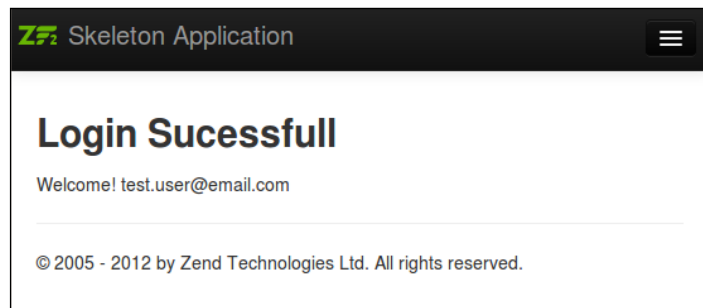 ZF2 Skeleton Application
Login Sucessfull
Welcome! test.user@email.com
© 2005 - 2012 by Zend Technologies Ltd. All rights reserved.